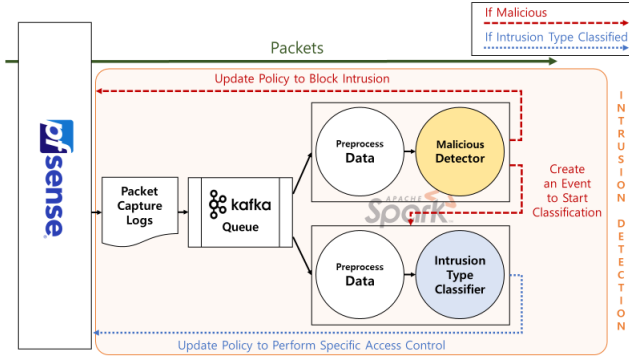 If Malicious
If Intrusion Type Classified
Packets
Update Policy to Block Intrusion
pfsense
Packet
Capture
Logs
kafka
Queue
Preprocess
Data
Malicious
Detector
APACHE
Spark
Create
an Event
to Start
Classification
Preprocess
Data
Intrusion
Type
Classifier
Update Policy to Perform Specific Access Control
INTRUSION DETECTION